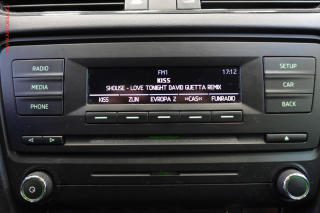 FM1 17:12
KISS
SHOUSE - LOVE TONIGHT DAVID GUETTA REMIX
KISS ZLIN EVROPA 2 >CAS< FUNRADIO
RADIO
MEDIA
PHONE
SETUP
CAR
BACK